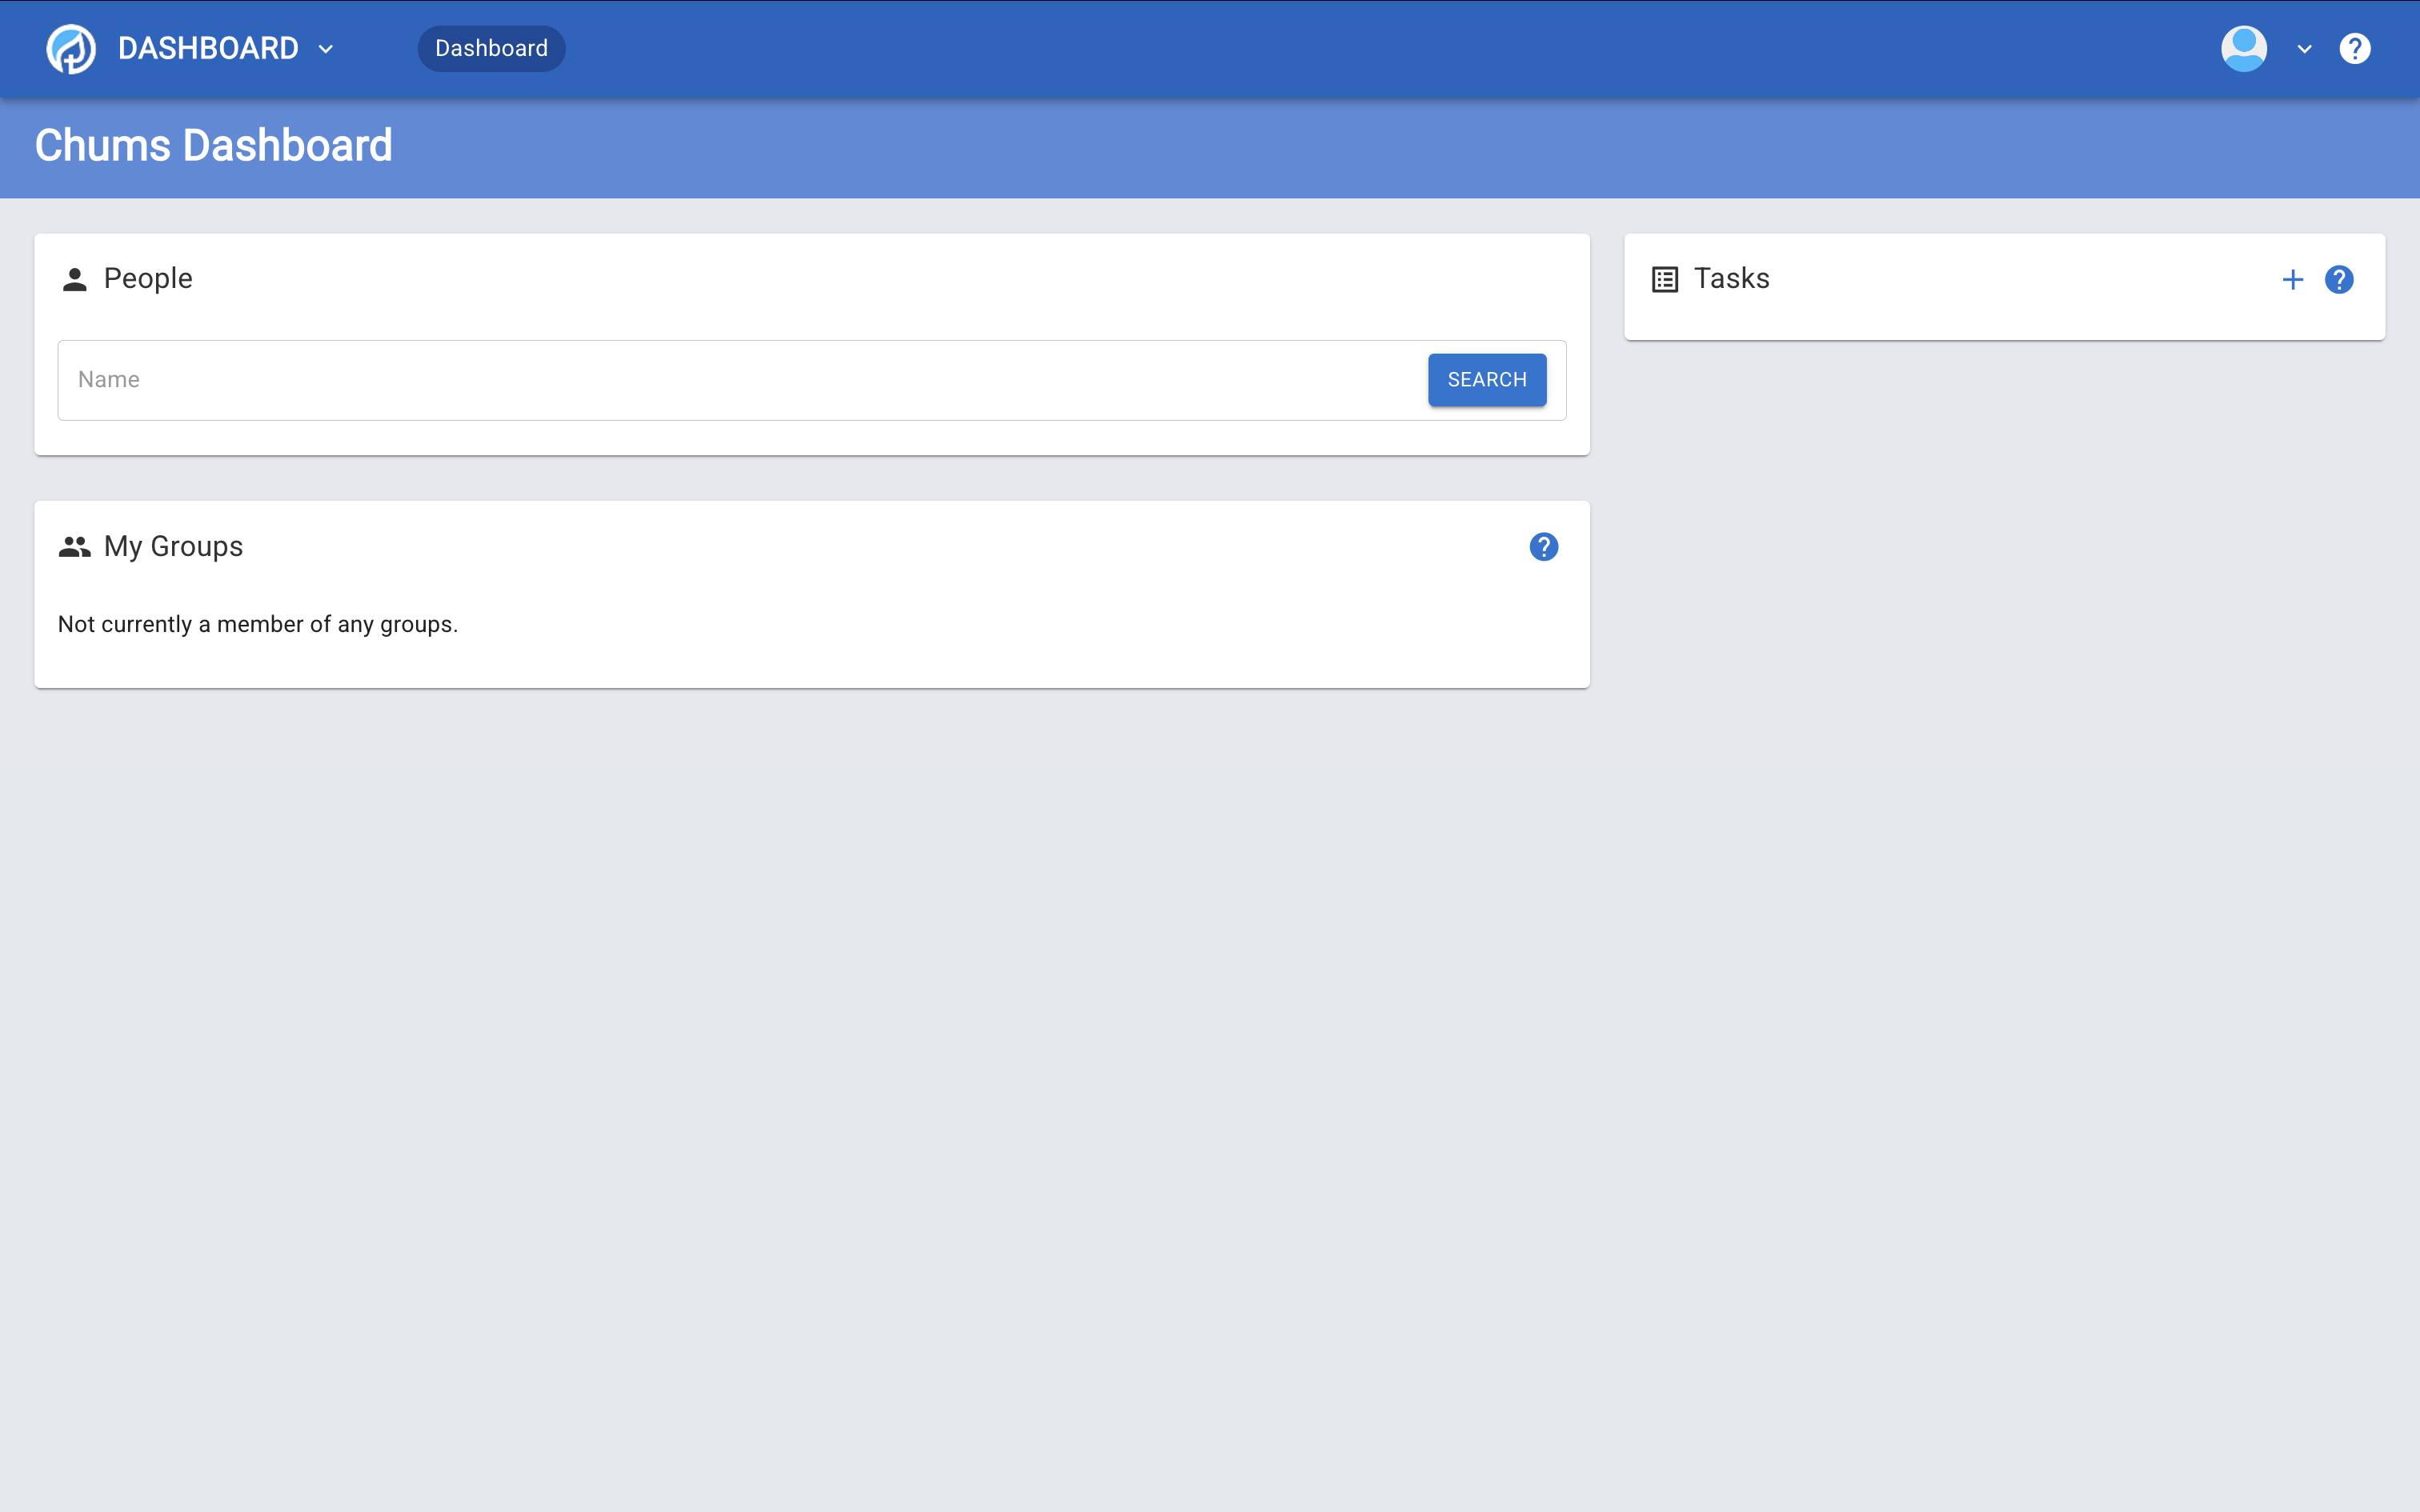 DASHBOARD
Dashboard
Chums Dashboard
People
Name
SEARCH
Tasks
My Groups
Not currently a member of any groups.